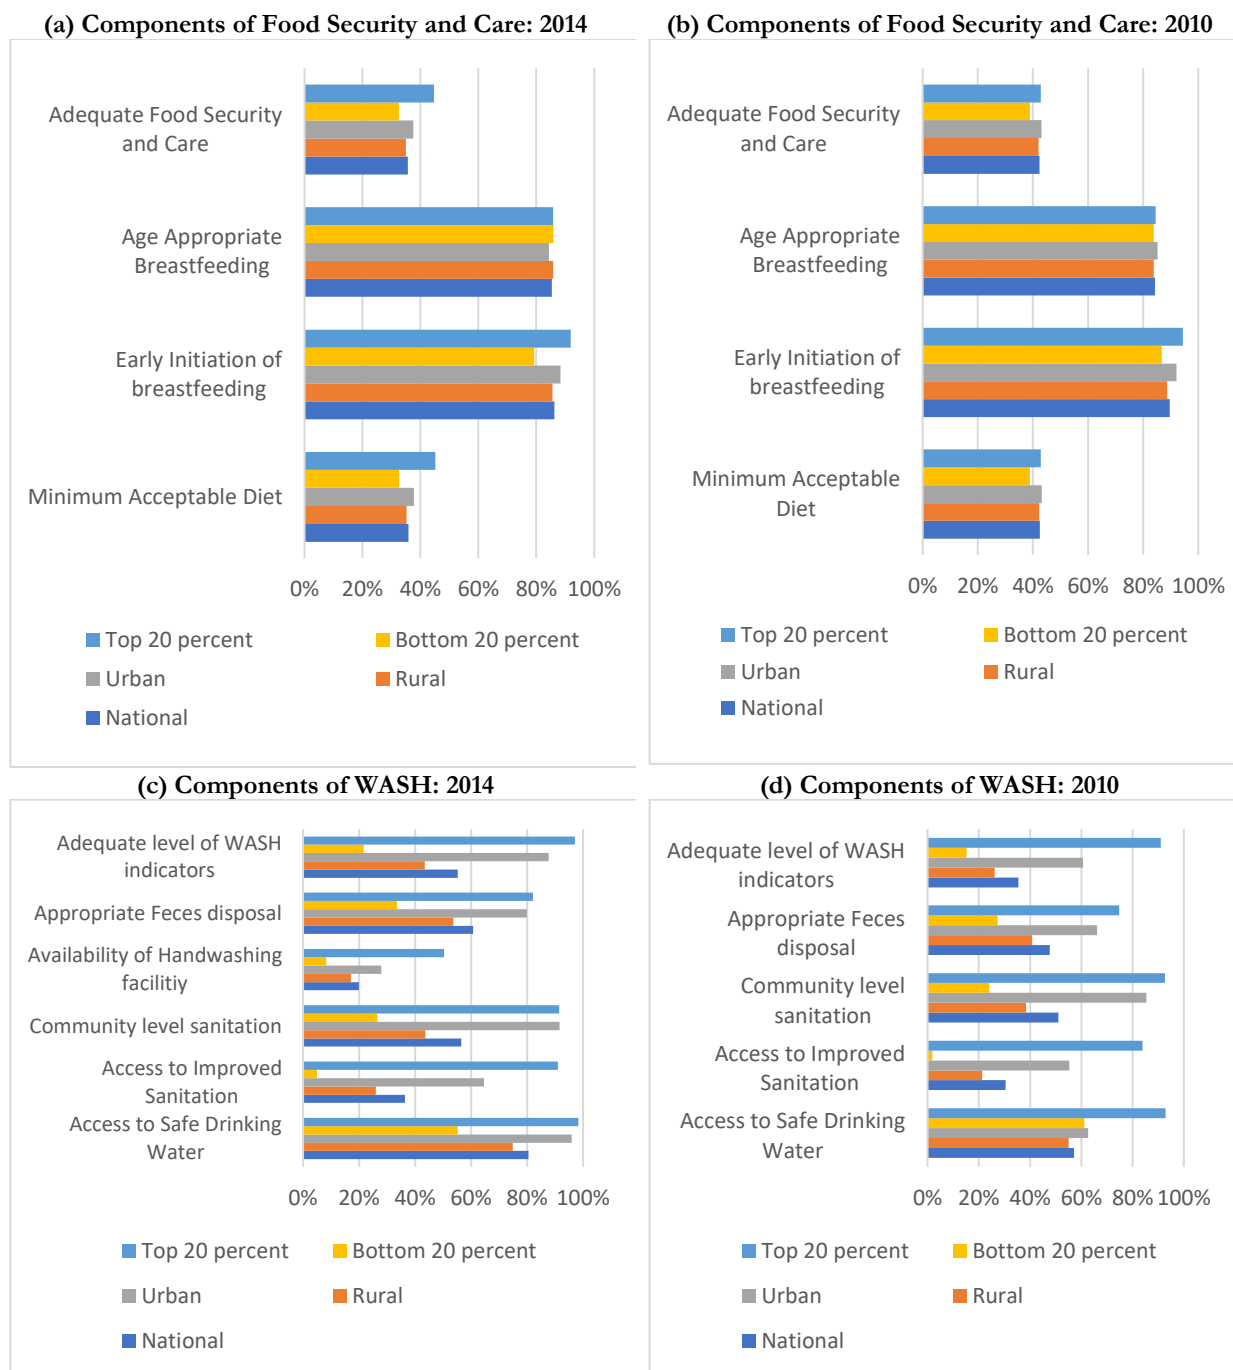 (a) Components of Food Security and Care: 2014
Adequate Food Security
and Care
Age Appropriate
Breastfeeding
Early Initiation of
breastfeeding
Minimum Acceptable Diet
0% 20% 40% 60% 80% 100%
Top 20 percent Bottom 20 percent
Urban Rural
National
(b) Components of Food Security and Care: 2010
Adequate Food Security
and Care
Age Appropriate
Breastfeeding
Early Initiation of
breastfeeding
Minimum Acceptable
Diet
0% 20% 40% 60% 80% 100%
Top 20 percent Bottom 20 percent
Urban Rural
National
(c) Components of WASH: 2014
Adequate level of WASH
indicators
Appropriate Feces disposal
Availability of Handwashing
facilitiy
Community level sanitation
Access to Improved
Sanitation
Access to Safe Drinking
Water
0% 20% 40% 60% 80% 100%
Top 20 percent Bottom 20 percent
Urban Rural
National
(d) Components of WASH: 2010
Adequate level of WASH
indicators
Appropriate Feces
disposal
Community level
sanitation
Access to Improved
Sanitation
Access to Safe Drinking
Water
0% 20% 40% 60% 80% 100%
Top 20 percent Bottom 20 percent
Urban Rural
National